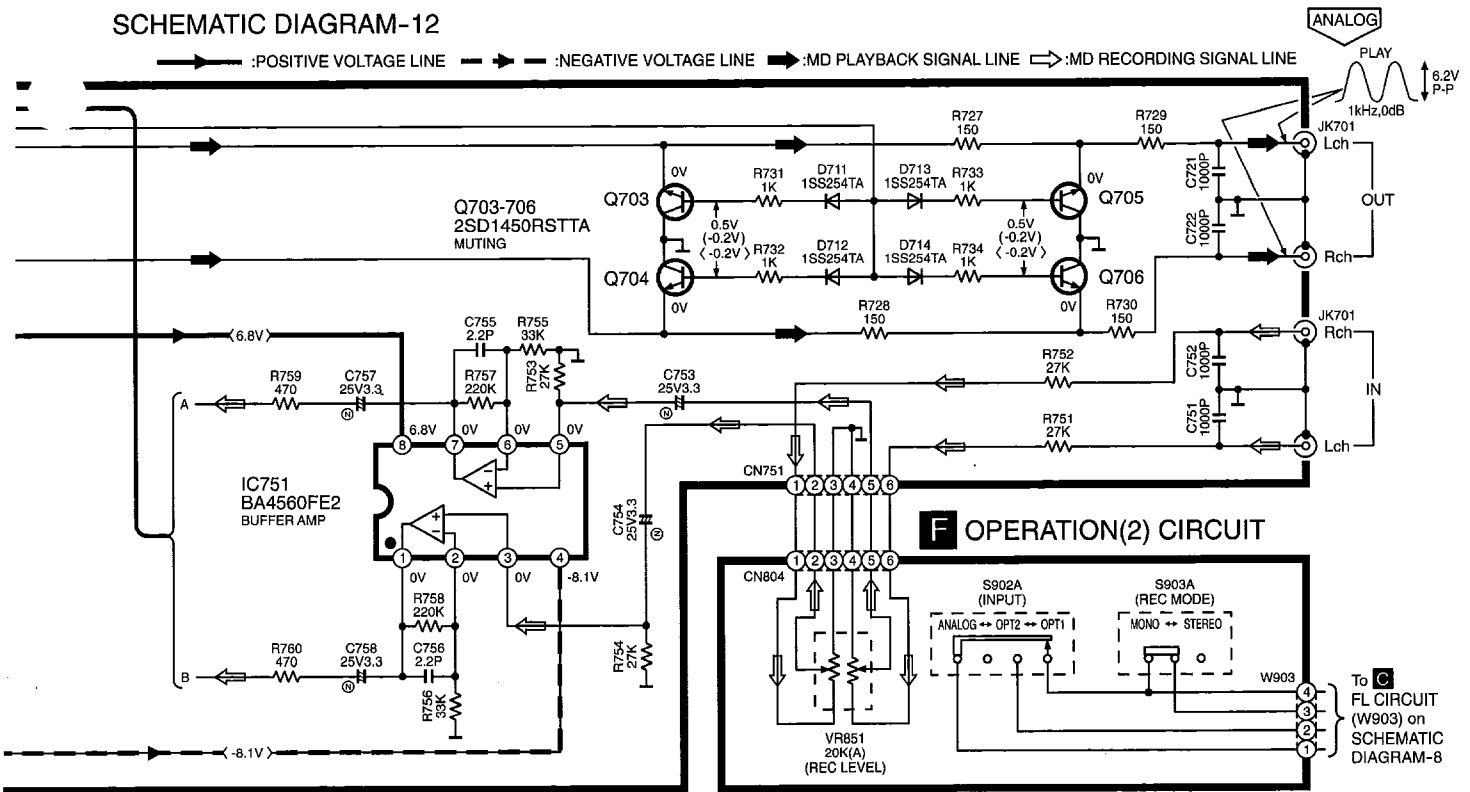 SCHEMATIC DIAGRAM-12
:POSITIVE VOLTAGE LINE
:NEGATIVE VOLTAGE LINE
:MD PLAYBACK SIGNAL LINE
:MD RECORDING SIGNAL LINE
ANALOG
PLAY
6.2V
P-P
1kHz,0dB
R727
150
R729
150
JK701
Lch
C721
1000P
C722
1000P
OUT
Rch
Q703-706
2SD1450RSTTA
MUTING
0V
Q703
R731
1K
D711
1SS254TA
D713
1SS254TA
R733
1K
0V
Q705
0.5V
(-0.2V)
〈-0.2V〉
0.5V
(-0.2V)
〈-0.2V〉
R732
1K
D712
1SS254TA
D714
1SS254TA
R734
1K
Q704
0V
Q706
0V
R728
150
R730
150
JK701
Rch
C752
1000P
C751
1000P
IN
Lch
R752
27K
R751
27K
〈6.8V〉
C755
2.2P
R755
33K
R753
27K
R757
220K
C753
25V3.3
N
R759
470
C757
25V3.3
N
A
8
6.8V
7
0V
6
0V
5
0V
IC751
BA4560FE2
BUFFER AMP
-
+
+
-
1
2
3
4
0V
0V
0V
-8.1V
C754
25V3.3
N
R754
27K
R758
220K
C756
2.2P
R756
33K
R760
470
C758
25V3.3
N
B
〈-8.1V〉
CN751
1 2 3 4 5 6
CN804
1 2 3 4 5 6
VR851
20K(A)
(REC LEVEL)
F OPERATION(2) CIRCUIT
S902A
(INPUT)
ANALOG ↔ OPT2 ↔ OPT1
S903A
(REC MODE)
MONO ↔ STEREO
W903
4
3
2
1
To C
FL CIRCUIT
(W903) on
SCHEMATIC
DIAGRAM-8